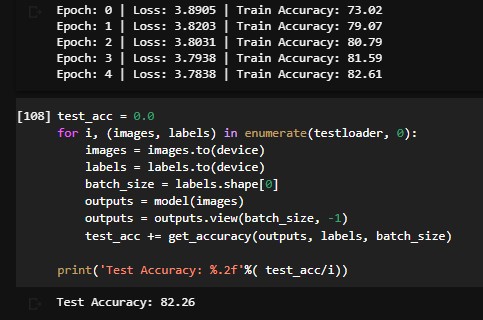 Epoch: 0 | Loss: 3.8905 | Train Accuracy: 73.02
Epoch: 1 | Loss: 3.8203 | Train Accuracy: 79.07
Epoch: 2 | Loss: 3.8031 | Train Accuracy: 80.79
Epoch: 3 | Loss: 3.7938 | Train Accuracy: 81.59
Epoch: 4 | Loss: 3.7838 | Train Accuracy: 82.61
[108] test_acc = 0.0
for i, (images, labels) in enumerate(testloader, 0):
    images = images.to(device)
    labels = labels.to(device)
    batch_size = labels.shape[0]
    outputs = model(images)
    outputs = outputs.view(batch_size, -1)
    test_acc += get_accuracy(outputs, labels, batch_size)
print('Test Accuracy: %.2f'%( test_acc/i))
Test Accuracy: 82.26